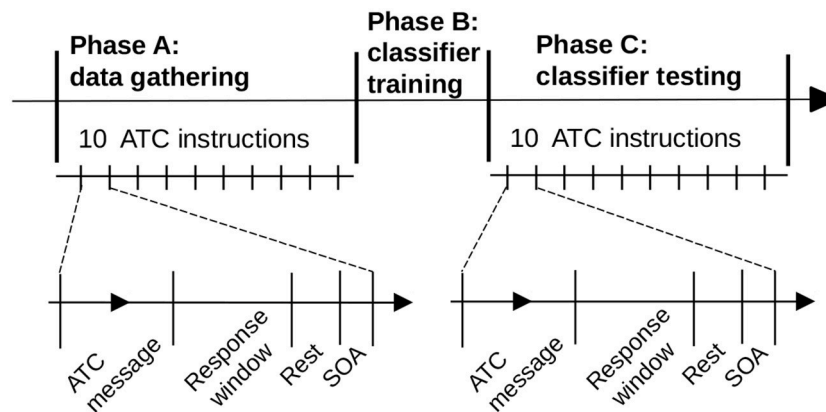 Phase A:
data gathering
Phase B:
classifier
training
Phase C:
classifier testing
10 ATC instructions
10 ATC instructions
ATC
message
Response
window
Rest
SOA
ATC
message
Response
window
Rest
SOA